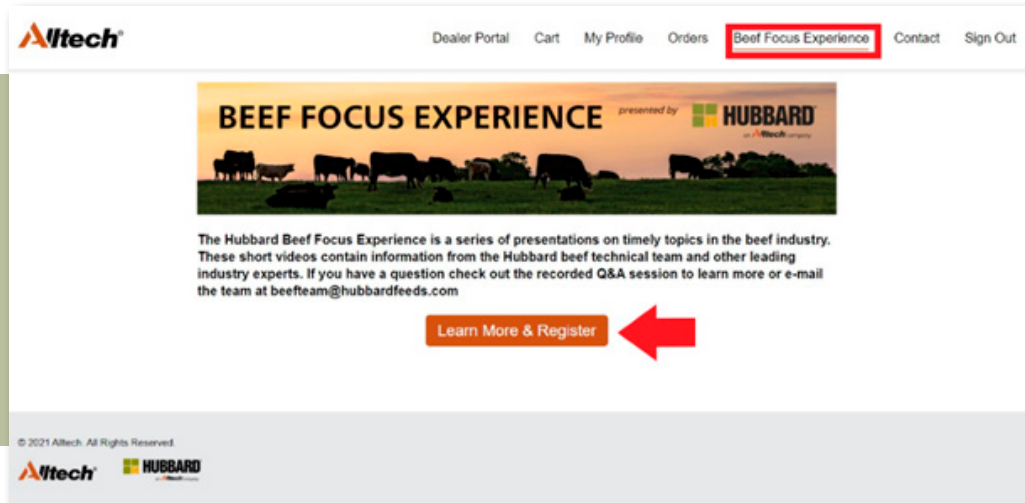 Alltech®
Dealer Portal Cart My Profile Orders Beef Focus Experience Contact Sign Out
BEEF FOCUS EXPERIENCE presented by HUBBARD®
an Alltech company
The Hubbard Beef Focus Experience is a series of presentations on timely topics in the beef industry.
These short videos contain information from the Hubbard beef technical team and other leading
industry experts. If you have a question check out the recorded Q&A session to learn more or e-mail
the team at beefteam@hubbardfeeds.com
Learn More & Register
© 2021 Alltech. All Rights Reserved.
Alltech® HUBBARD®
an Alltech company